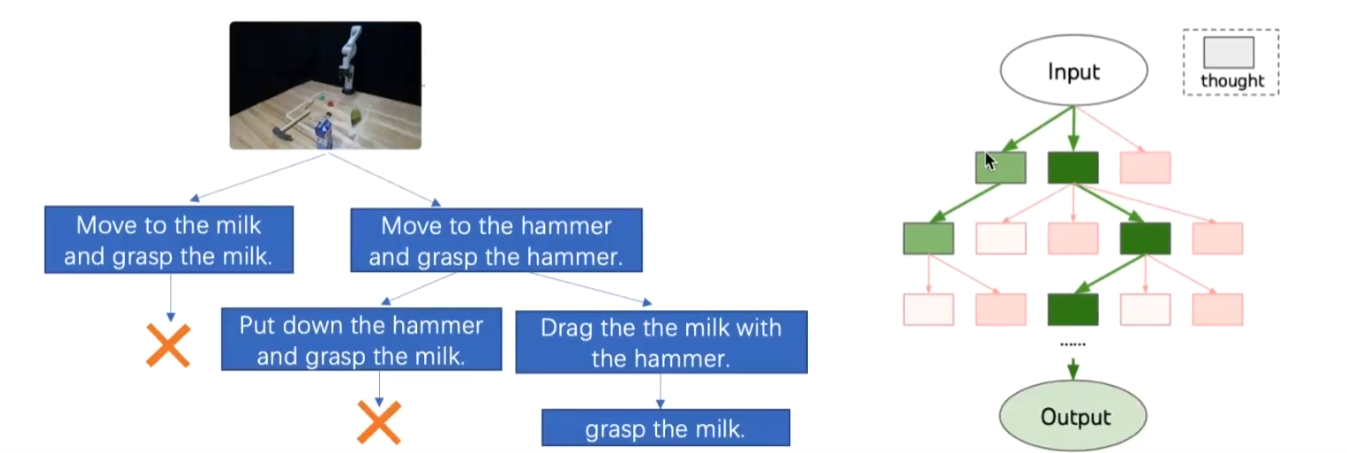 Move to the milk
and grasp the milk.
Move to the hammer
and grasp the hammer.
Put down the hammer
and grasp the milk.
Drag the the milk with
the hammer.
grasp the milk.
Input
thought
......
Output